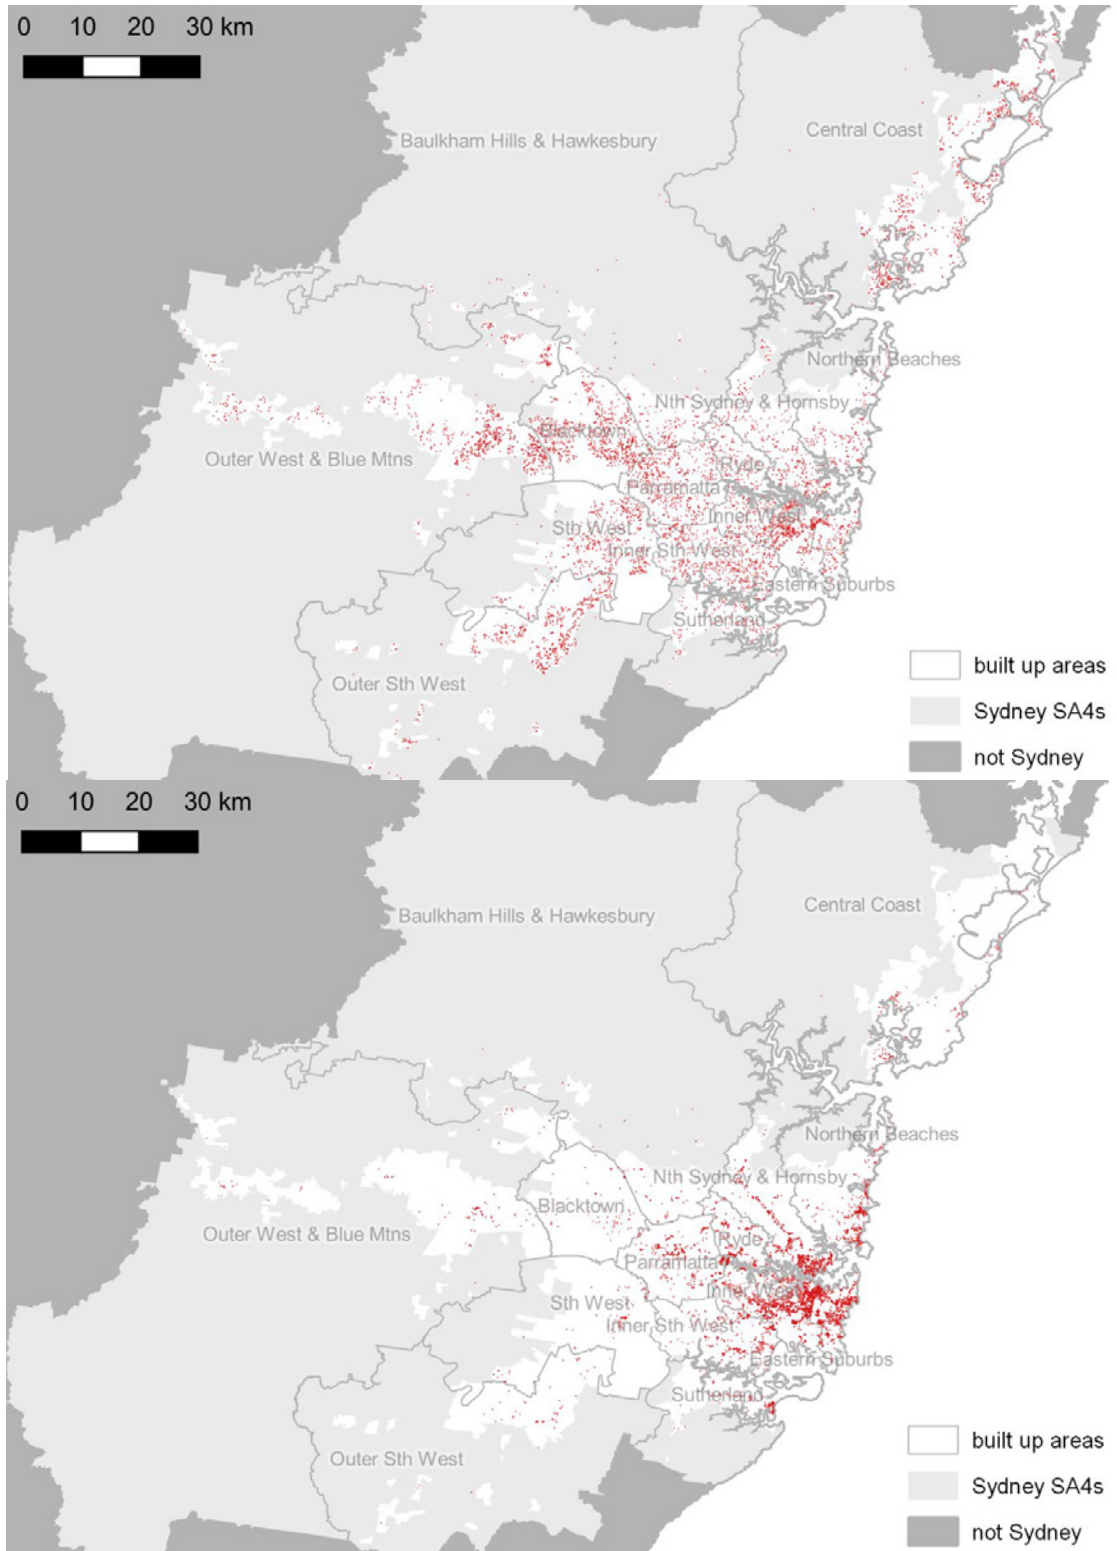 0 10 20 30 km
Central Coast
Baulkham Hills & Hawkesbury
Northern Beaches
Nth Sydney & Hornsby
Blacktown
Outer West & Blue Mtns
Ryde
Parramatta
Inner West
Sth West
Inner Sth West
Eastern Suburbs
Sutherland
built up areas
Outer Sth West
Sydney SA4s
not Sydney
0 10 20 30 km
Central Coast
Baulkham Hills & Hawkesbury
Northern Beaches
Nth Sydney & Hornsby
Blacktown
Outer West & Blue Mtns
Ryde
Parramatta
Inner West
Sth West
Inner Sth West
Eastern Suburbs
Sutherland
built up areas
Outer Sth West
Sydney SA4s
not Sydney